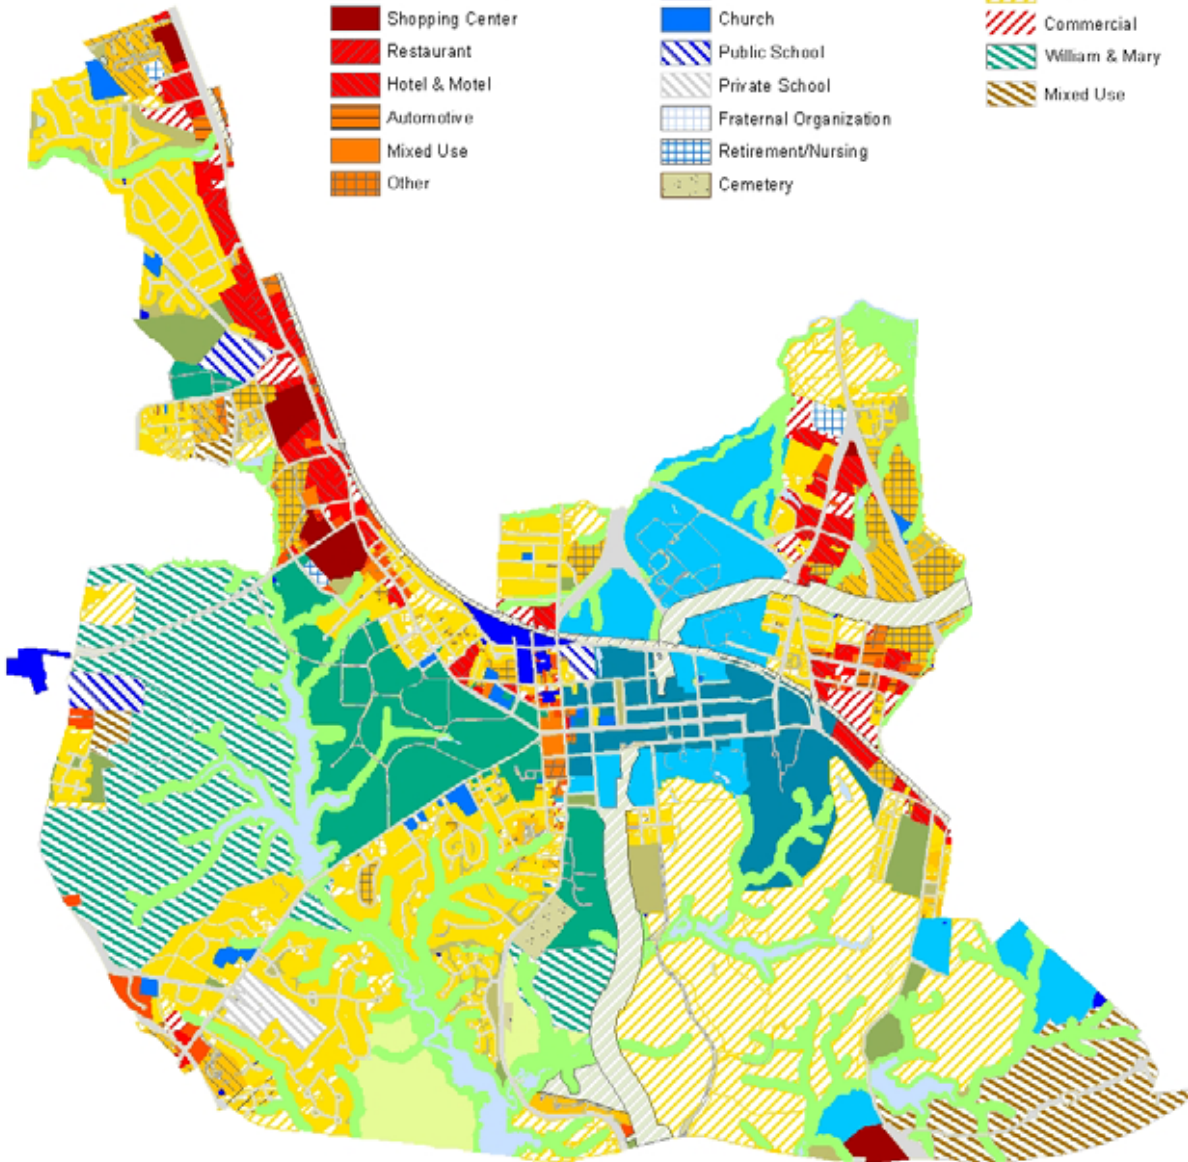 Shopping Center
Restaurant
Hotel & Motel
Automotive
Mixed Use
Other
Church
Public School
Private School
Fraternal Organization
Retirement/Nursing
Cemetery
Commercial
William & Mary
Mixed Use